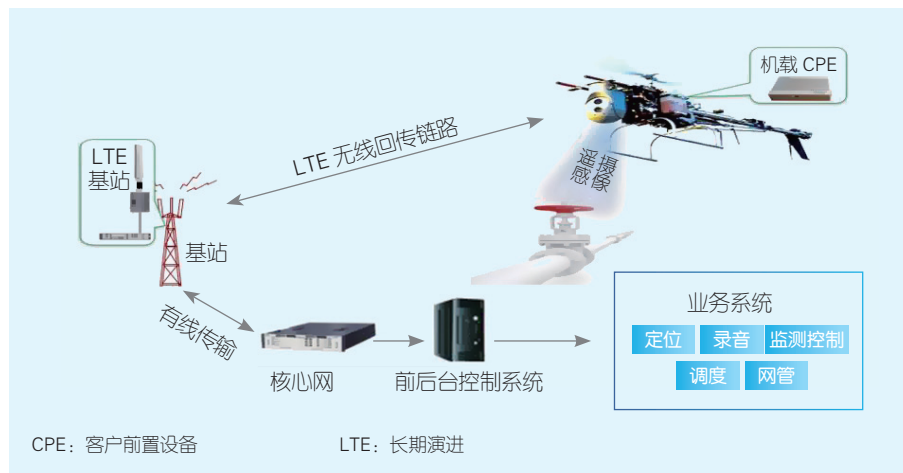 机载 CPE
LTE 无线回传链路
遥感
摄像
LTE
基站
基站
有线传输
核心网
前后台控制系统
业务系统
定位 录音 监测控制
调度 网管
CPE：客户前置设备 LTE：长期演进